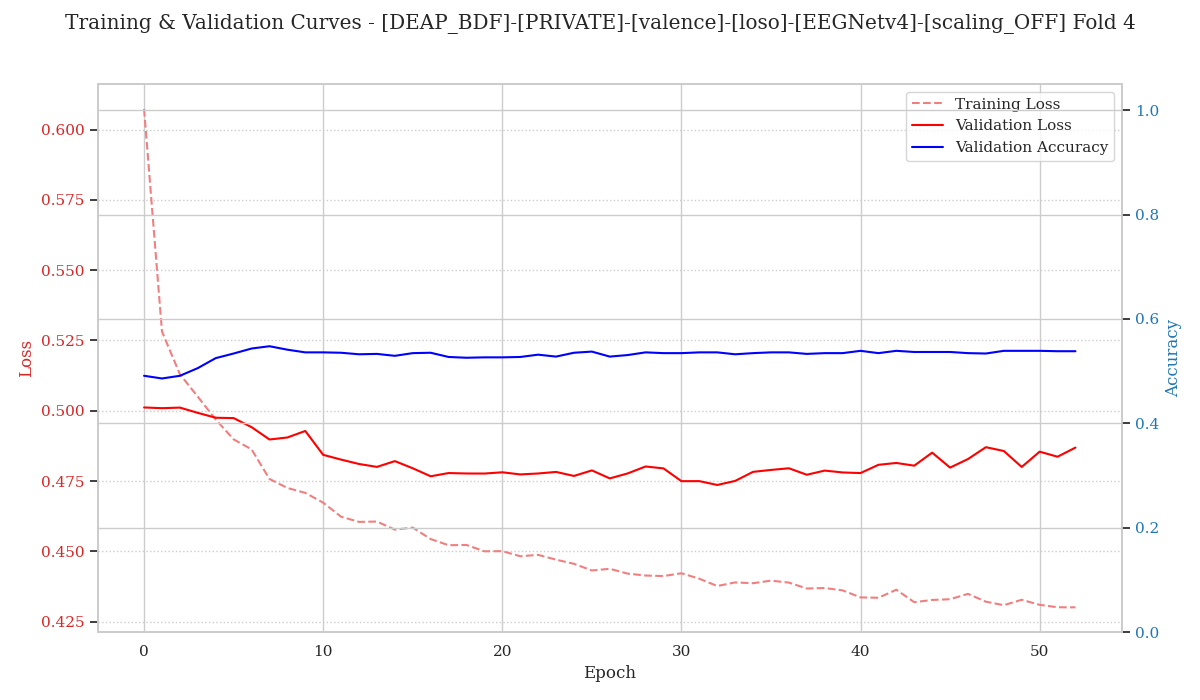 Training & Validation Curves - [DEAP_BDF]-[PRIVATE]-[valence]-[loso]-[EEGNetv4]-[scaling_OFF] Fold 4
Training Loss
Validation Loss
Validation Accuracy
0.600
0.575
0.550
0.525
0.500
0.475
0.450
0.425
Loss
1.0
0.8
0.6
0.4
0.2
0.0
Accuracy
0
10
20
30
40
50
Epoch